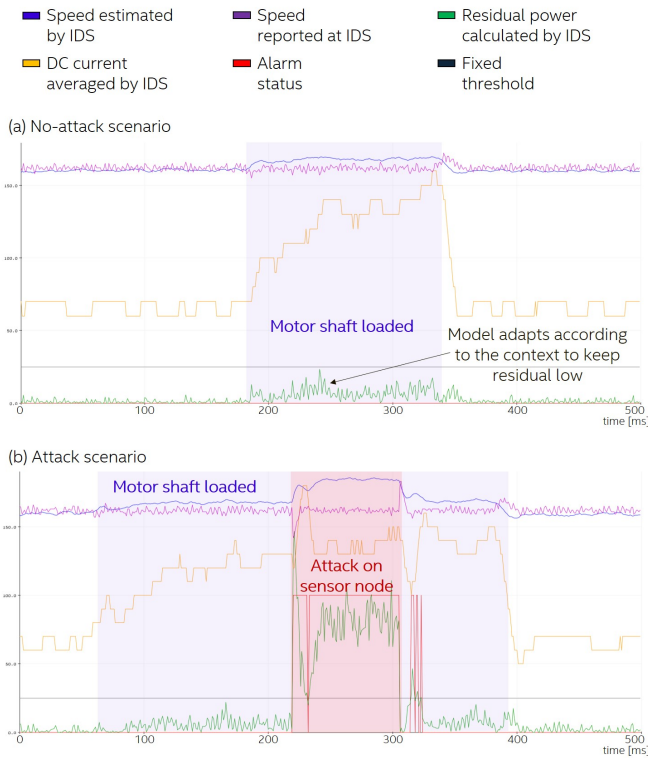 Speed estimated
by IDS
Speed
reported at IDS
Residual power
calculated by IDS
DC current
averaged by IDS
Alarm
status
Fixed
threshold
(a) No-attack scenario
150.0
100.0
50.0
0.0
Motor shaft loaded
Model adapts according
to the context to keep
residual low
0 100 200 300 400 500
time [ms]
(b) Attack scenario
150.0
100.0
50.0
0.0
Motor shaft loaded
Attack on
sensor node
0 100 200 300 400 500
time [ms]